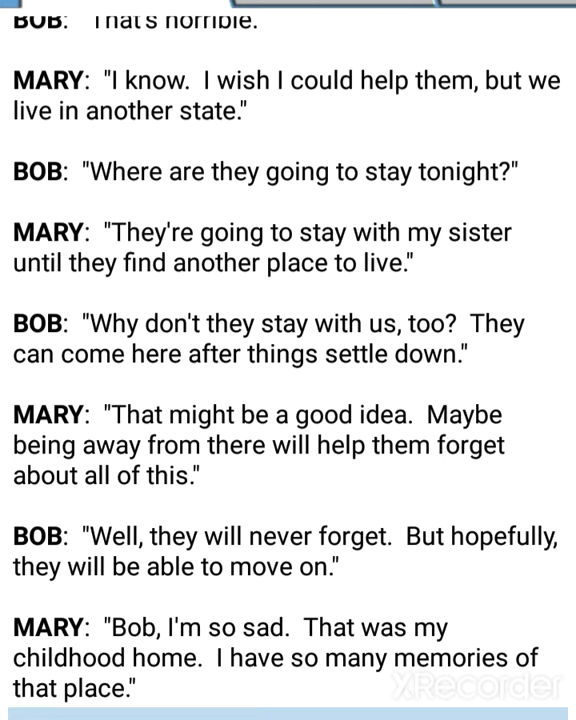 BOB: That's horrible.
MARY: "I know. I wish I could help them, but we
live in another state."
BOB: "Where are they going to stay tonight?"
MARY: "They're going to stay with my sister
until they find another place to live."
BOB: "Why don't they stay with us, too? They
can come here after things settle down."
MARY: "That might be a good idea. Maybe
being away from there will help them forget
about all of this."
BOB: "Well, they will never forget. But hopefully,
they will be able to move on."
MARY: "Bob, I'm so sad. That was my
childhood home. I have so many memories of
that place."
XRecorder